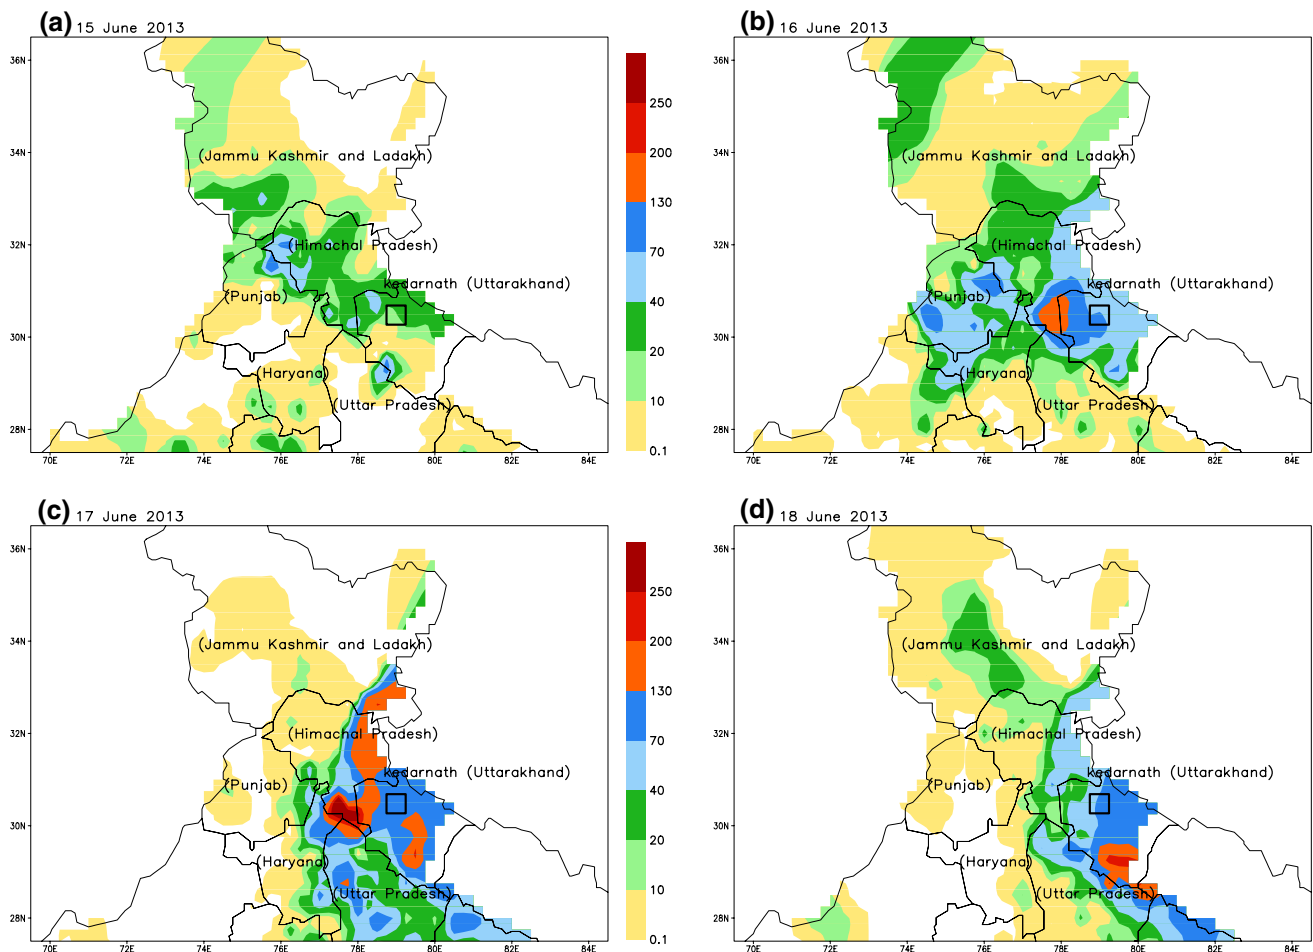 (a) 15 June 2013
36N
34N
32N
30N
28N
70E 72E 74E 76E 78E 80E 82E 84E
(Jammu Kashmir and Ladakh)
(Himachal Pradesh)
kedarnath (Uttarakhand)
(Punjab)
(Haryana)
(Uttar Pradesh)
250
200
130
70
40
20
10
0.1
(b) 16 June 2013
36N
34N
32N
30N
28N
70E 72E 74E 76E 78E 80E 82E 84E
(Jammu Kashmir and Ladakh)
(Himachal Pradesh)
kedarnath (Uttarakhand)
(Punjab)
(Haryana)
(Uttar Pradesh)
(c) 17 June 2013
36N
34N
32N
30N
28N
70E 72E 74E 76E 78E 80E 82E 84E
(Jammu Kashmir and Ladakh)
(Himachal Pradesh)
kedarnath (Uttarakhand)
(Punjab)
(Haryana)
(Uttar Pradesh)
250
200
130
70
40
20
10
0.1
(d) 18 June 2013
36N
34N
32N
30N
28N
70E 72E 74E 76E 78E 80E 82E 84E
(Jammu Kashmir and Ladakh)
(Himachal Pradesh)
kedarnath (Uttarakhand)
(Punjab)
(Haryana)
(Uttar Pradesh)